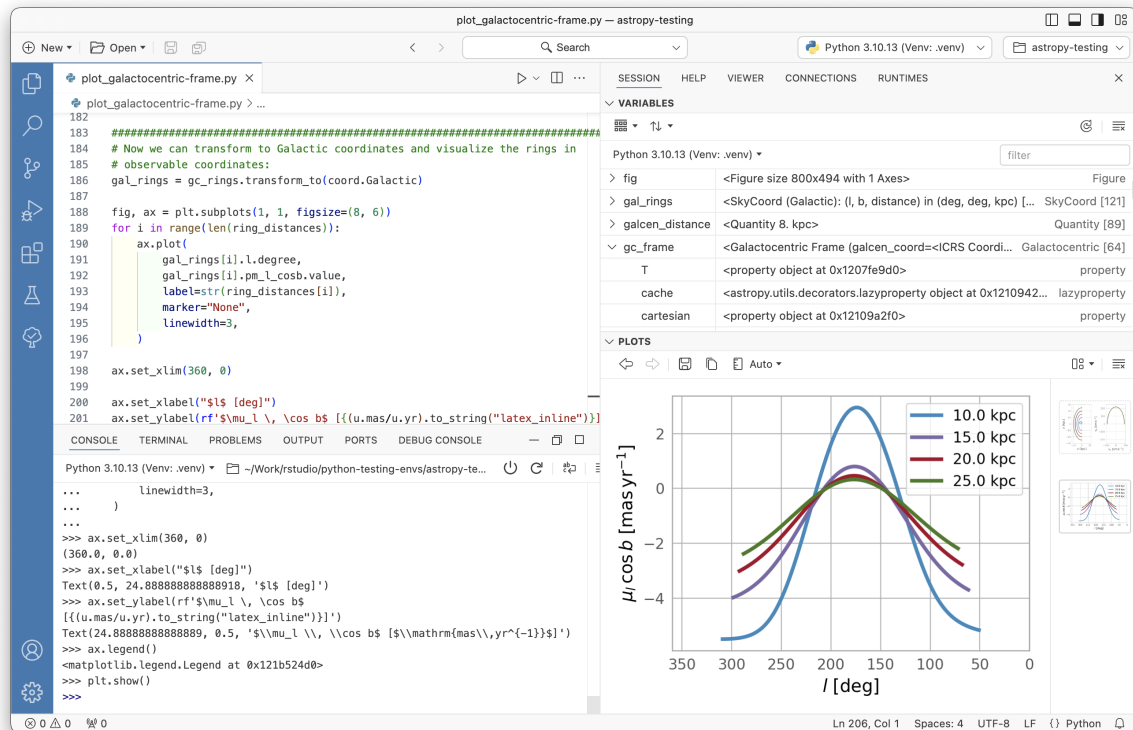 plot_galactocentric-frame.py — astropy-testing
New
Open
Search
Python 3.10.13 (Venv: .venv)
astropy-testing
plot_galactocentric-frame.py
plot_galactocentric-frame.py > ...
182
183 ############################################################################
184 # Now we can transform to Galactic coordinates and visualize the rings in
185 # observable coordinates:
186 gal_rings = gc_rings.transform_to(coord.Galactic)
187
188 fig, ax = plt.subplots(1, 1, figsize=(8, 6))
189 for i in range(len(ring_distances)):
190 ax.plot(
191 gal_rings[i].l.degree,
192 gal_rings[i].pm_l_cosb.value,
193 label=str(ring_distances[i]),
194 marker="None",
195 linewidth=3,
196 )
197
198 ax.set_xlim(360, 0)
199
200 ax.set_xlabel("$l$ [deg]")
201 ax.set_ylabel(rf'$\mu_l \, \cos b$ [{(u.mas/u.yr).to_string("latex_inline")}]
CONSOLE TERMINAL PROBLEMS OUTPUT PORTS DEBUG CONSOLE
Python 3.10.13 (Venv: .venv) ~/Work/rstudio/python-testing-envs/astropy-te...
... linewidth=3,
... )
...
>>> ax.set_xlim(360, 0)
(360.0, 0.0)
>>> ax.set_xlabel("$l$ [deg]")
Text(0.5, 24.888888888888918, '$l$ [deg]')
>>> ax.set_ylabel(rf'$\mu_l \, \cos b$
[{(u.mas/u.yr).to_string("latex_inline")}]')
Text(24.88888888888889, 0.5, '$\\mu_l \\, \\cos b$ [$\\mathrm{mas\\,yr^{-1}}$]')
>>> ax.legend()
<matplotlib.legend.Legend at 0x121b524d0>
>>> plt.show()
>>>
SESSION HELP VIEWER CONNECTIONS RUNTIMES
VARIABLES
Python 3.10.13 (Venv: .venv)
filter
fig <Figure size 800x494 with 1 Axes> Figure
gal_rings <SkyCoord (Galactic): (l, b, distance) in (deg, deg, kpc) [... SkyCoord [121]
galcen_distance <Quantity 8. kpc> Quantity [89]
gc_frame <Galactocentric Frame (galcen_coord=<ICRS Coordi... Galactocentric [64]
T <property object at 0x1207fe9d0> property
cache <astropy.utils.decorators.lazyproperty object at 0x1210942... lazyproperty
cartesian <property object at 0x12109a2f0> property
PLOTS
Auto
10.0 kpc
15.0 kpc
20.0 kpc
25.0 kpc
2
0
−2
−4
μl cos b [mas yr−1]
350 300 250 200 150 100 50 0
l [deg]
0 0 0
Ln 206, Col 1 Spaces: 4 UTF-8 LF {} Python